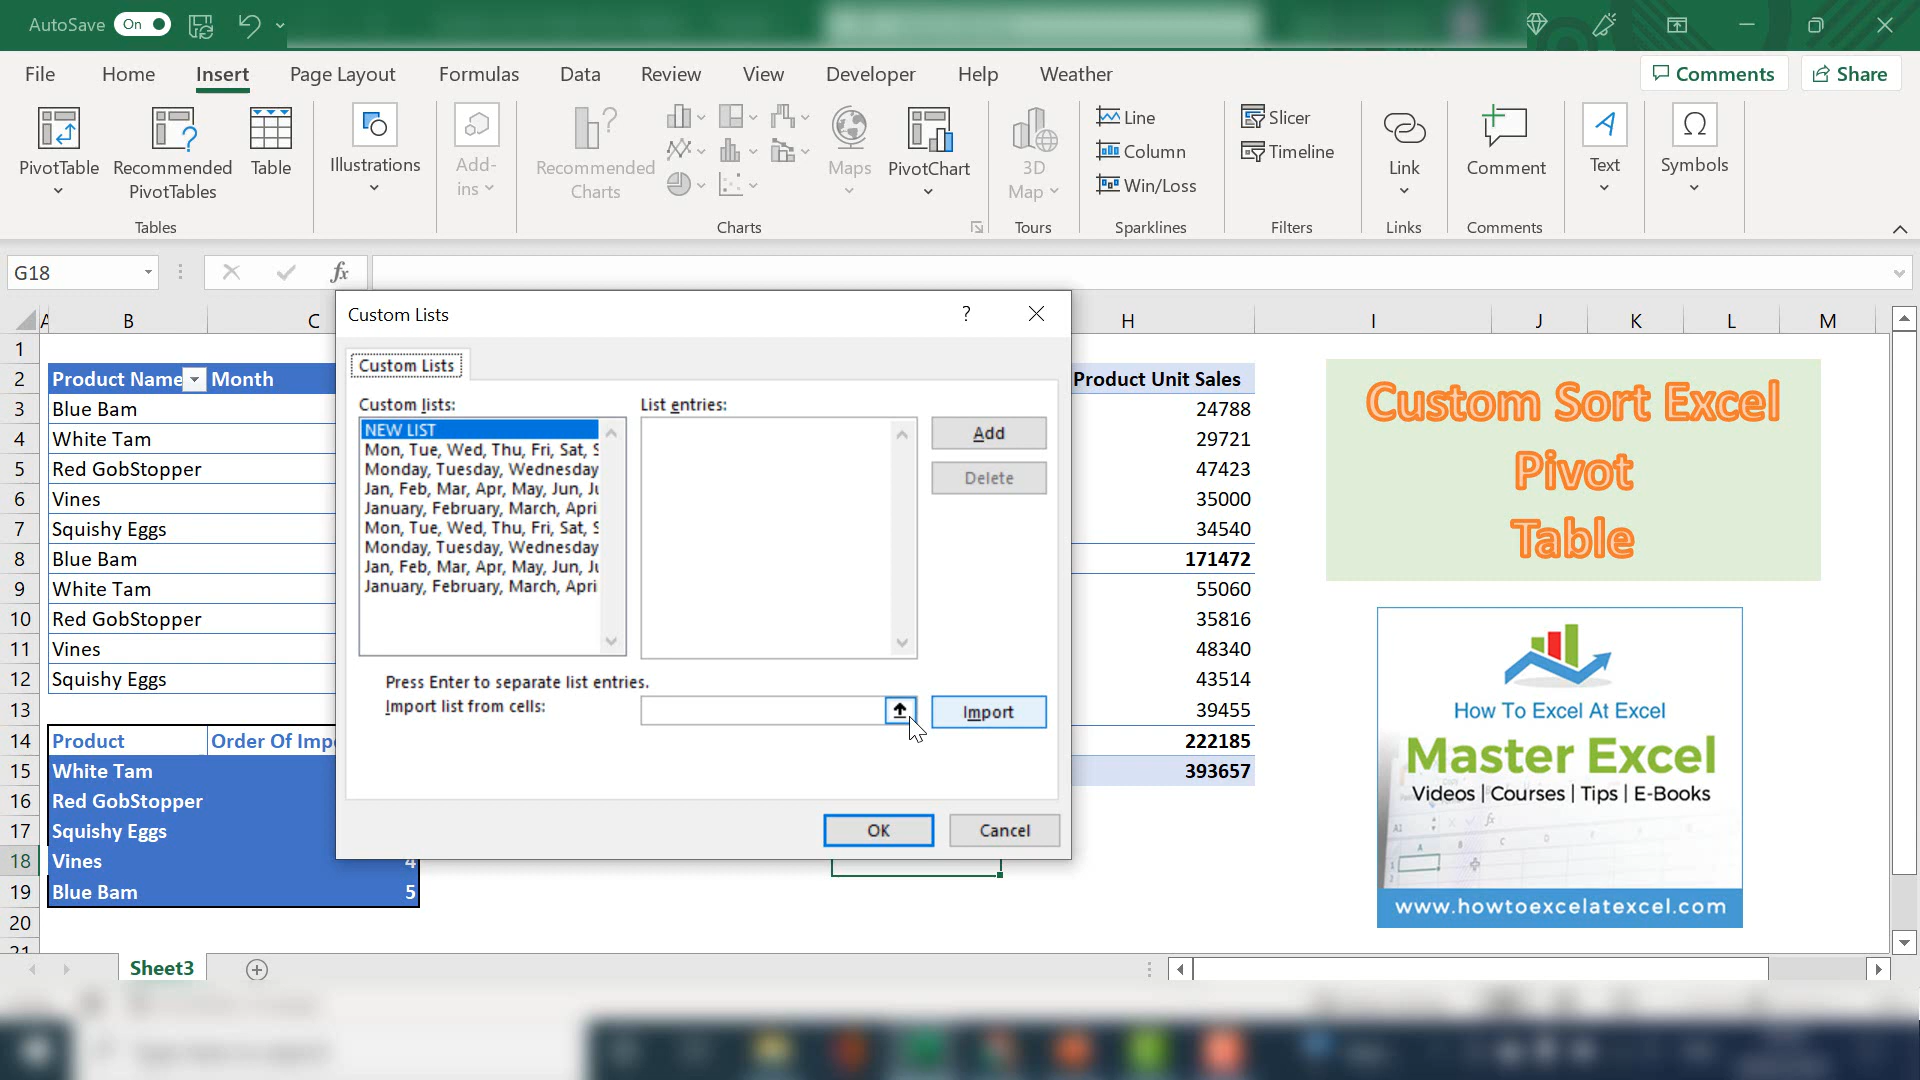 AutoSave On
File Home Insert Page Layout Formulas Data Review View Developer Help Weather Comments Share
PivotTable Recommended PivotTables Table Illustrations Add-ins Recommended Charts Maps PivotChart 3D Map Line Column Win/Loss Slicer Timeline Link Comment Text Symbols
Tables Charts Tours Sparklines Filters Links Comments
G18 fx
Custom Lists ?
A B C H I J K L M
Custom Lists
Custom lists: List entries:
NEW LIST
Mon, Tue, Wed, Thu, Fri, Sat, S
Monday, Tuesday, Wednesday
Jan, Feb, Mar, Apr, May, Jun, Ju
January, February, March, Apri
Mon, Tue, Wed, Thu, Fri, Sat, S
Monday, Tuesday, Wednesday
Jan, Feb, Mar, Apr, May, Jun, Ju
January, February, March, Apri
Add
Delete
Press Enter to separate list entries.
Import list from cells:
Import
OK Cancel
1
2 Product Name Month Product Unit Sales
3 Blue Bam 24788
4 White Tam 29721
5 Red GobStopper 47423
6 Vines 35000
7 Squishy Eggs 34540
8 Blue Bam 171472
9 White Tam 55060
10 Red GobStopper 35816
11 Vines 48340
12 Squishy Eggs 43514
13 39455
14 Product Order Of Imp 222185
15 White Tam 393657
16 Red GobStopper
17 Squishy Eggs
18 Vines 4
19 Blue Bam 5
20
21
Custom Sort Excel
Pivot
Table
How To Excel At Excel
Master Excel
Videos | Courses | Tips | E-Books
www.howtoexcelatexcel.com
Sheet3